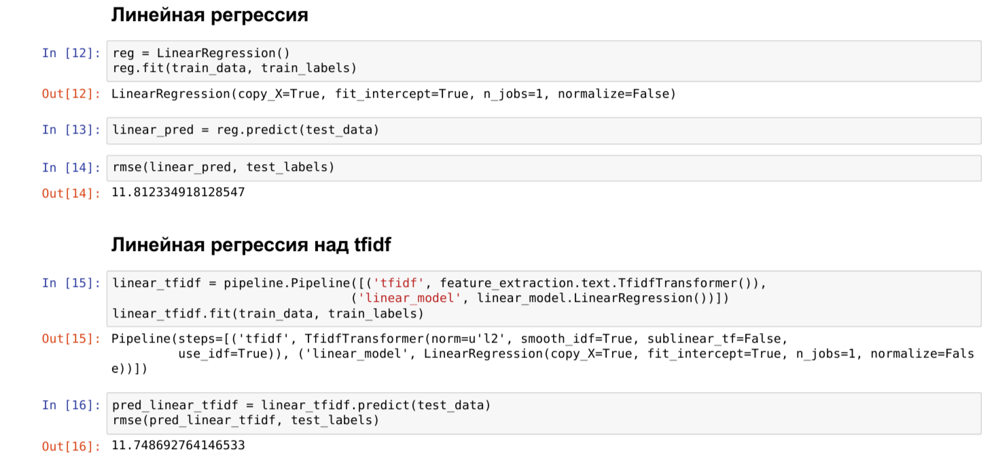 Линейная регрессия
In [12]: reg = LinearRegression()
reg.fit(train_data, train_labels)
Out[12]: LinearRegression(copy_X=True, fit_intercept=True, n_jobs=1, normalize=False)
In [13]: linear_pred = reg.predict(test_data)
In [14]: rmse(linear_pred, test_labels)
Out[14]: 11.812334918128547
Линейная регрессия над tfidf
In [15]: linear_tfidf = pipeline.Pipeline([('tfidf', feature_extraction.text.TfidfTransformer()),
('linear_model', linear_model.LinearRegression())])
linear_tfidf.fit(train_data, train_labels)
Out[15]: Pipeline(steps=[('tfidf', TfidfTransformer(norm=u'l2', smooth_idf=True, sublinear_tf=False,
use_idf=True)), ('linear_model', LinearRegression(copy_X=True, fit_intercept=True, n_jobs=1, normalize=Fals
e))])
In [16]: pred_linear_tfidf = linear_tfidf.predict(test_data)
rmse(pred_linear_tfidf, test_labels)
Out[16]: 11.748692764146533